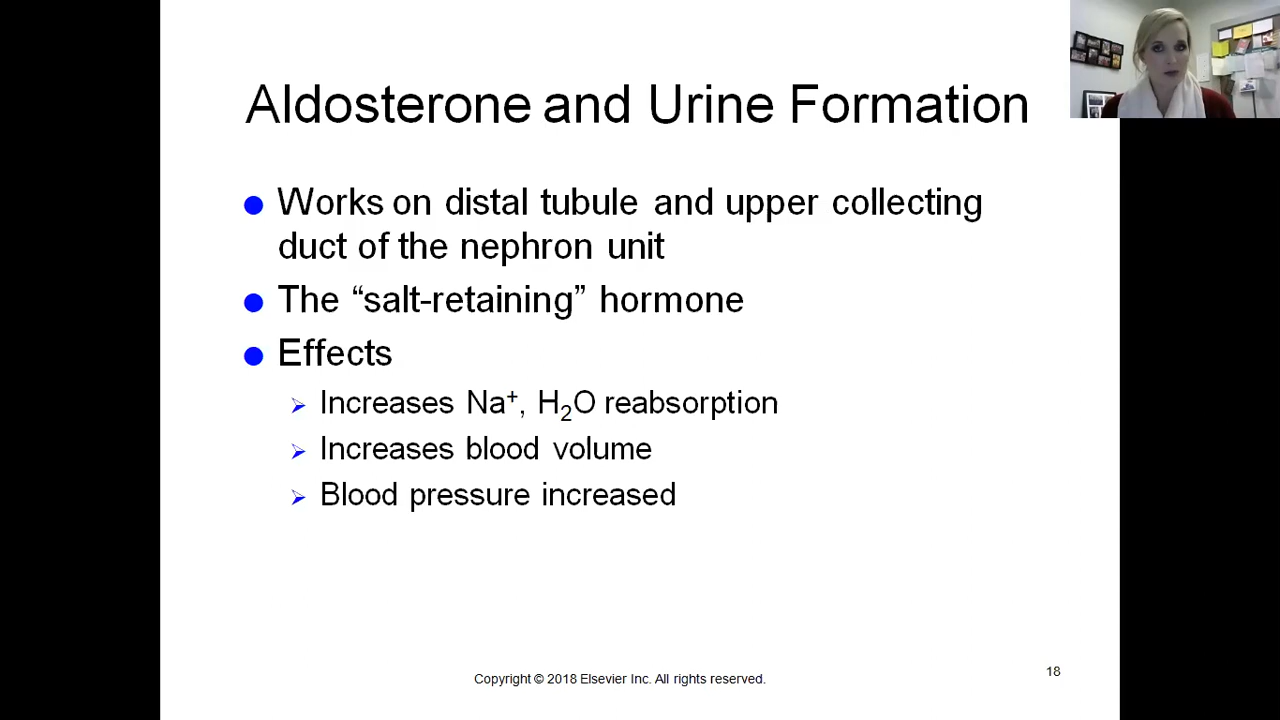 Aldosterone and Urine Formation
● Works on distal tubule and upper collecting
duct of the nephron unit
● The “salt-retaining” hormone
● Effects
➢ Increases Na⁺, H₂O reabsorption
➢ Increases blood volume
➢ Blood pressure increased
Copyright © 2018 Elsevier Inc. All rights reserved.
18